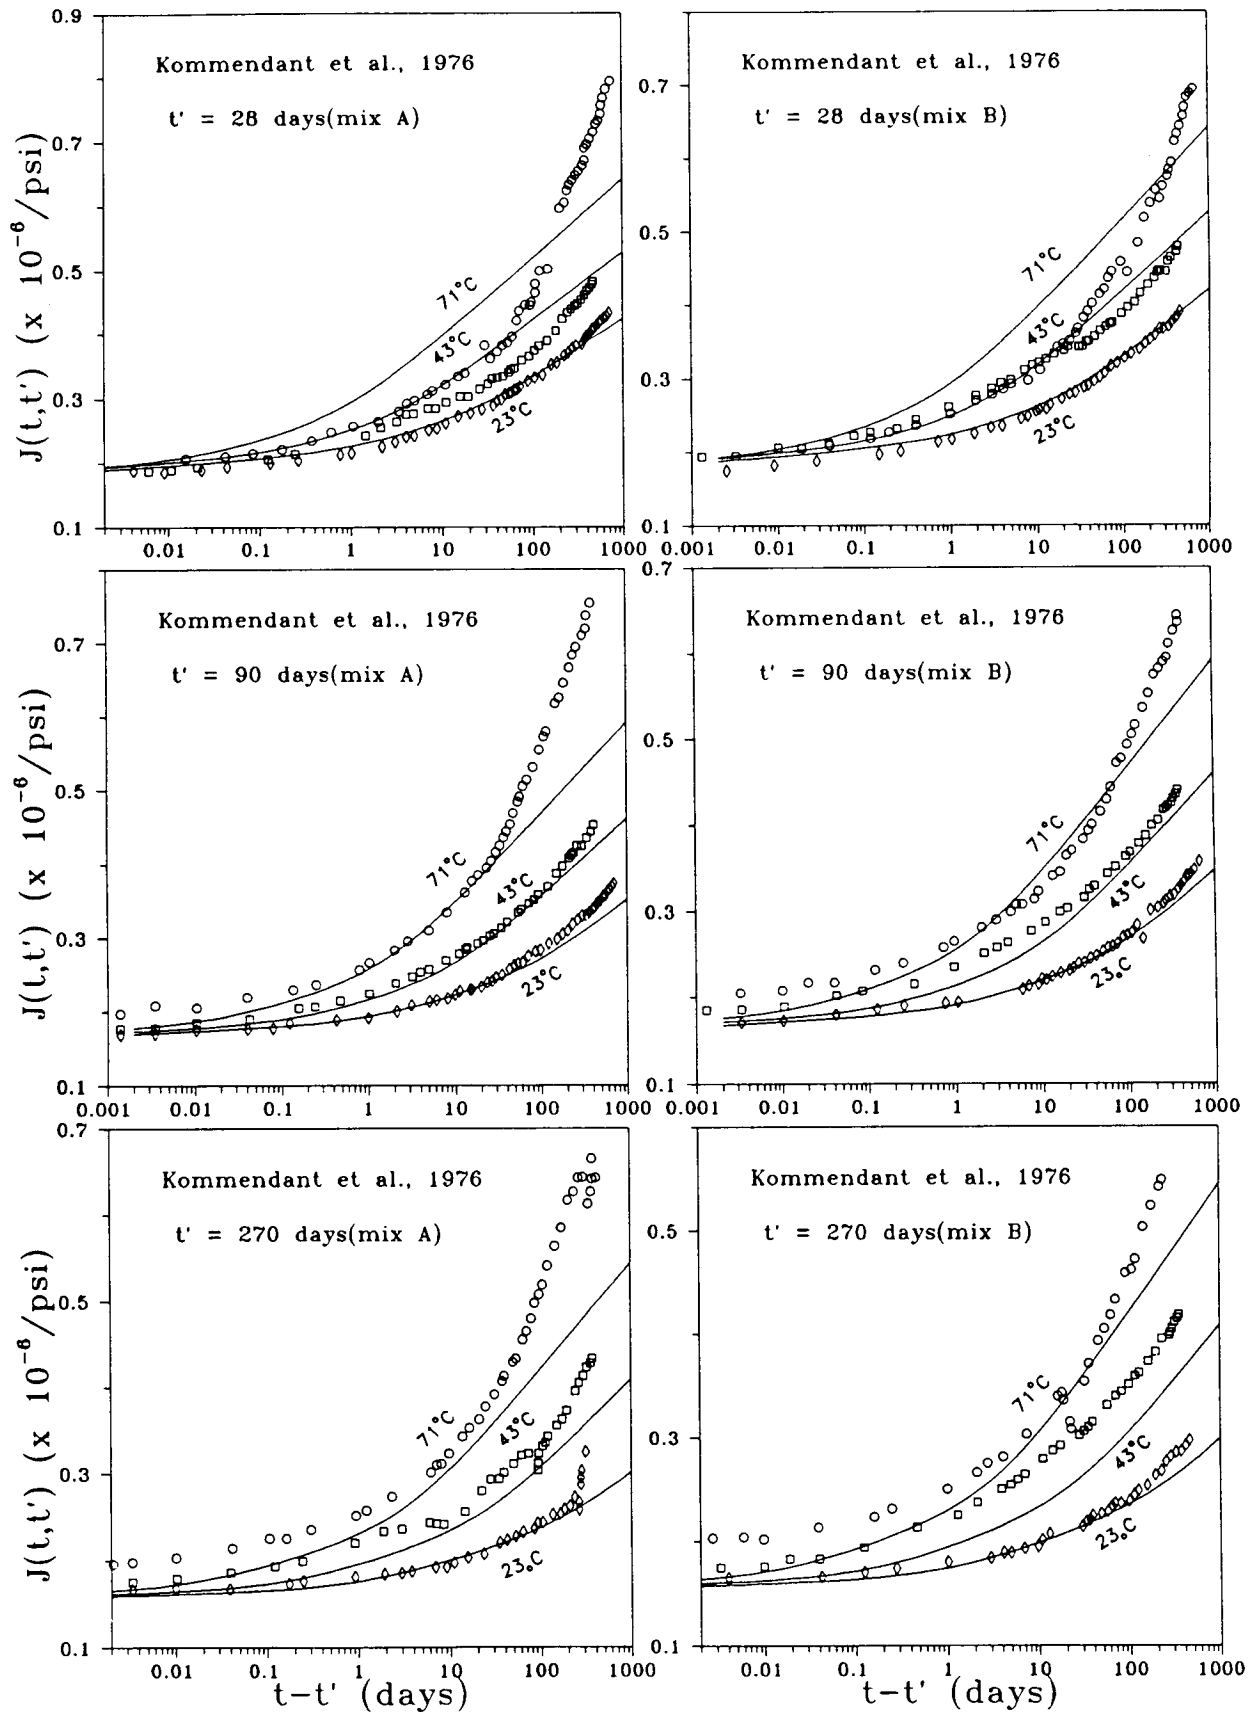 0.9
Kommendant et al., 1976
t' = 28 days(mix A)
0.7
0.5
0.3
0.1
J(t,t') (x 10⁻⁶/psi)
71°C
43°C
23°C
0.01 0.1 1 10 100 1000
Kommendant et al., 1976
t' = 28 days(mix B)
0.7
0.5
0.3
0.1
71°C
43°C
23°C
0.001 0.01 0.1 1 10 100 1000
Kommendant et al., 1976
t' = 90 days(mix A)
0.7
0.5
0.3
0.1
J(t,t') (x 10⁻⁶/psi)
71°C
43°C
23°C
0.001 0.01 0.1 1 10 100 1000
0.7
Kommendant et al., 1976
t' = 90 days(mix B)
0.5
0.3
0.1
71°C
43°C
23°C
0.001 0.01 0.1 1 10 100 1000
0.7
Kommendant et al., 1976
t' = 270 days(mix A)
0.5
0.3
0.1
J(t,t') (x 10⁻⁶/psi)
71°C
43°C
23°C
0.01 0.1 1 10 100 1000
t-t' (days)
Kommendant et al., 1976
t' = 270 days(mix B)
0.5
0.3
0.1
71°C
43°C
23°C
0.01 0.1 1 10 100 1000
t-t' (days)